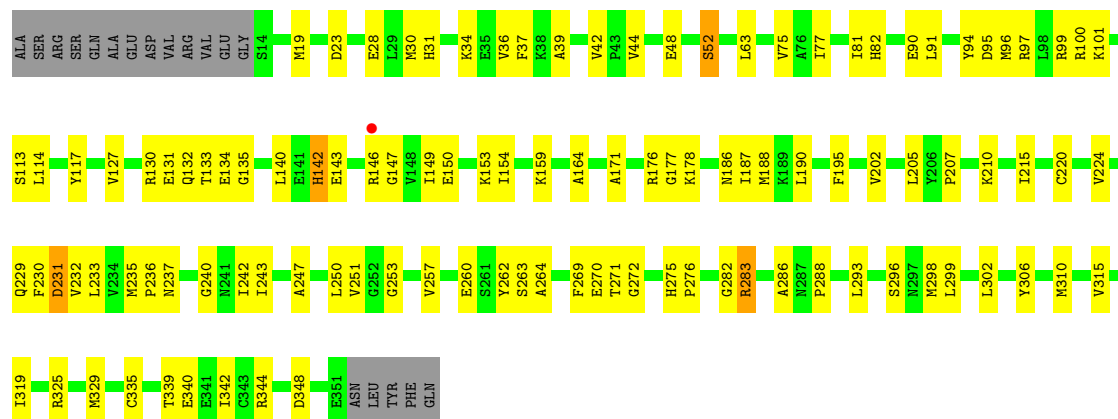 ALA SER ARG SER GLN ALA GLU ASP VAL ARG VAL GLU GLY S14 M19 D23 E28 L29 M30 H31 K34 E35 V36 F37 K38 A39 V42 P43 V44 E48 S52 L63 V75 A76 I77 I81 H82 E90 L91 Y94 D95 M96 R97 L98 R99 R100 K101
S113 L114 Y117 V127 R130 E131 Q132 T133 E134 G135 L140 E141 H142 E143 R146 G147 V148 I149 E150 K153 I154 K159 A164 A171 R176 G177 K178 N186 I187 M188 K189 L190 F195 V202 L205 Y206 P207 K210 I215 C220 V224
Q229 F230 D231 V232 L233 V234 M235 P236 N237 G240 N241 I242 I243 A247 L250 V251 G252 G253 V257 E260 S261 Y262 S263 A264 F269 E270 T271 G272 H275 P276 G282 R283 A286 N287 P288 L293 S296 N297 M298 L299 L302 Y306 M310 V315
I319 R325 M329 C335 T339 E340 E341 I342 C343 R344 D348 E351 ASN LEU TYR PHE GLN